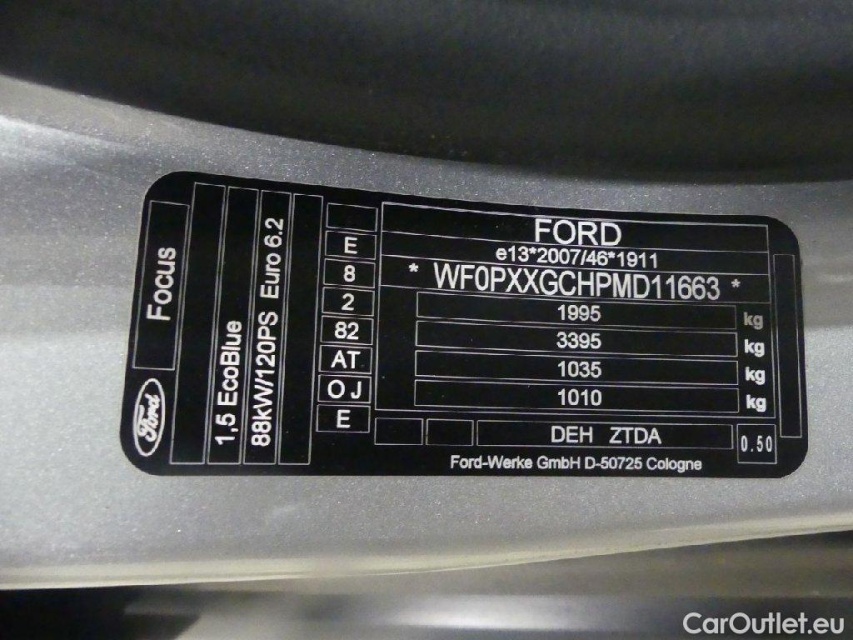 FORD
e13*2007/46*1911
* WF0PXXGCHPMD11663 *
1995 kg
3395 kg
1035 kg
1010 kg
DEH ZTDA
0.50
Ford-Werke GmbH D-50725 Cologne
E
8
2
82
AT
OJ
E
Focus
Ford
1,5 EcoBlue
88kW/120PS Euro 6.2
CarOutlet.eu